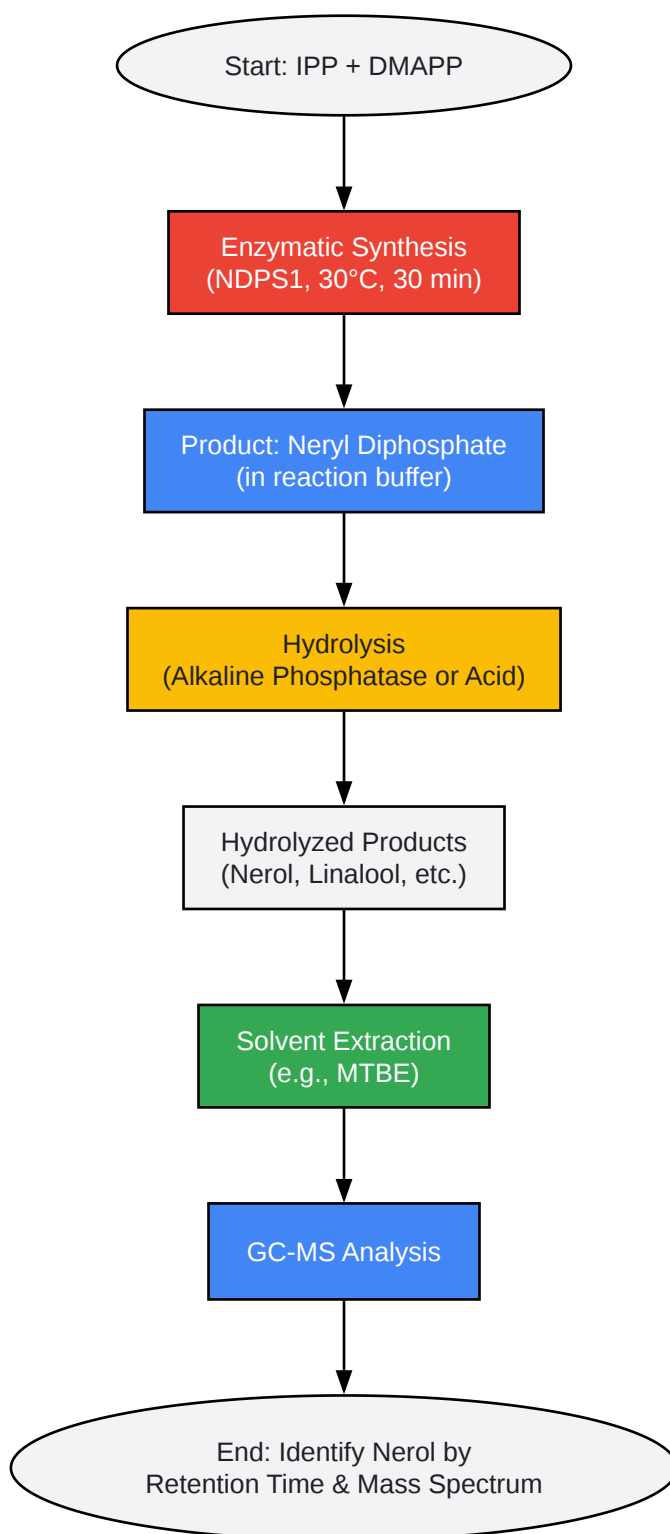 Start: IPP + DMAPP
Enzymatic Synthesis
(NDPS1, 30°C, 30 min)
Product: Neryl Diphosphate
(in reaction buffer)
Hydrolysis
(Alkaline Phosphatase or Acid)
Hydrolyzed Products
(Nerol, Linalool, etc.)
Solvent Extraction
(e.g., MTBE)
GC-MS Analysis
End: Identify Nerol by
Retention Time & Mass Spectrum